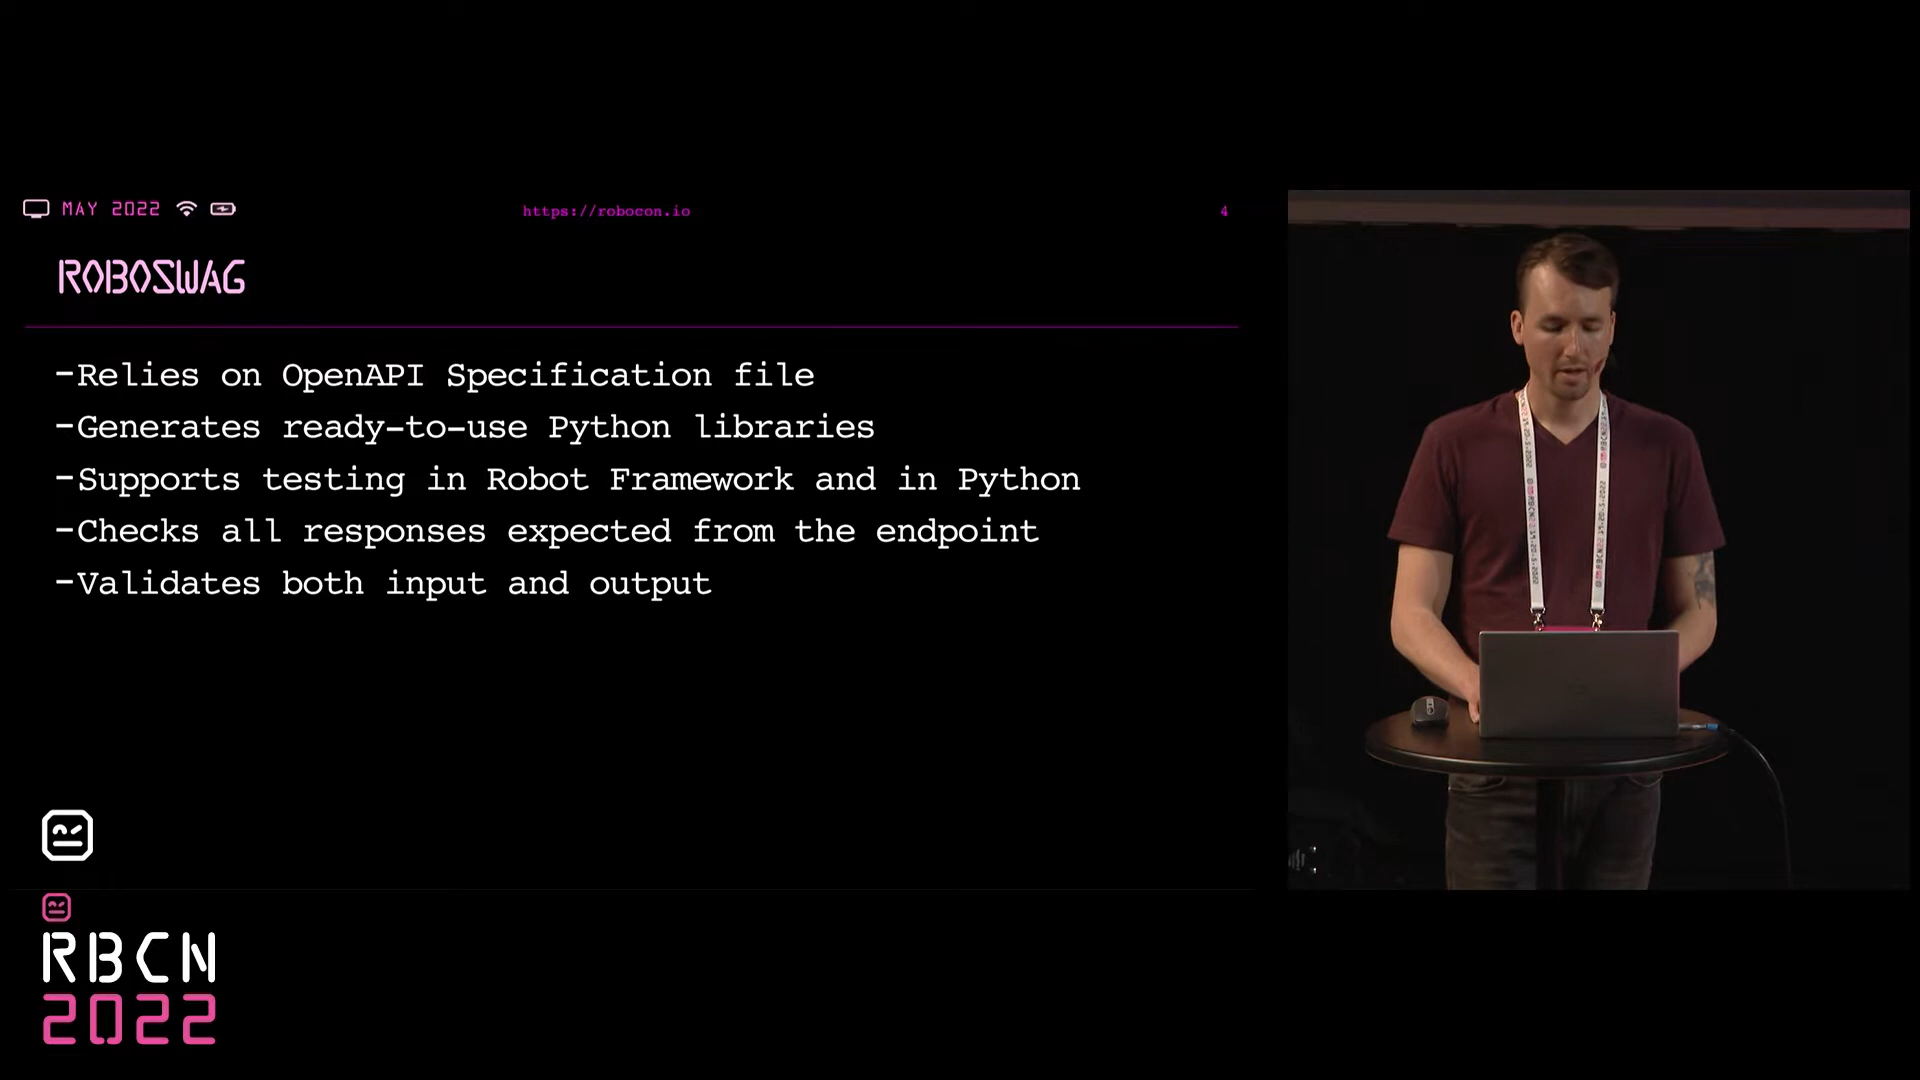 MAY 2022
https://robocon.io
4
ROBOSWAG
-Relies on OpenAPI Specification file
-Generates ready-to-use Python libraries
-Supports testing in Robot Framework and in Python
-Checks all responses expected from the endpoint
-Validates both input and output
RBCN
2022